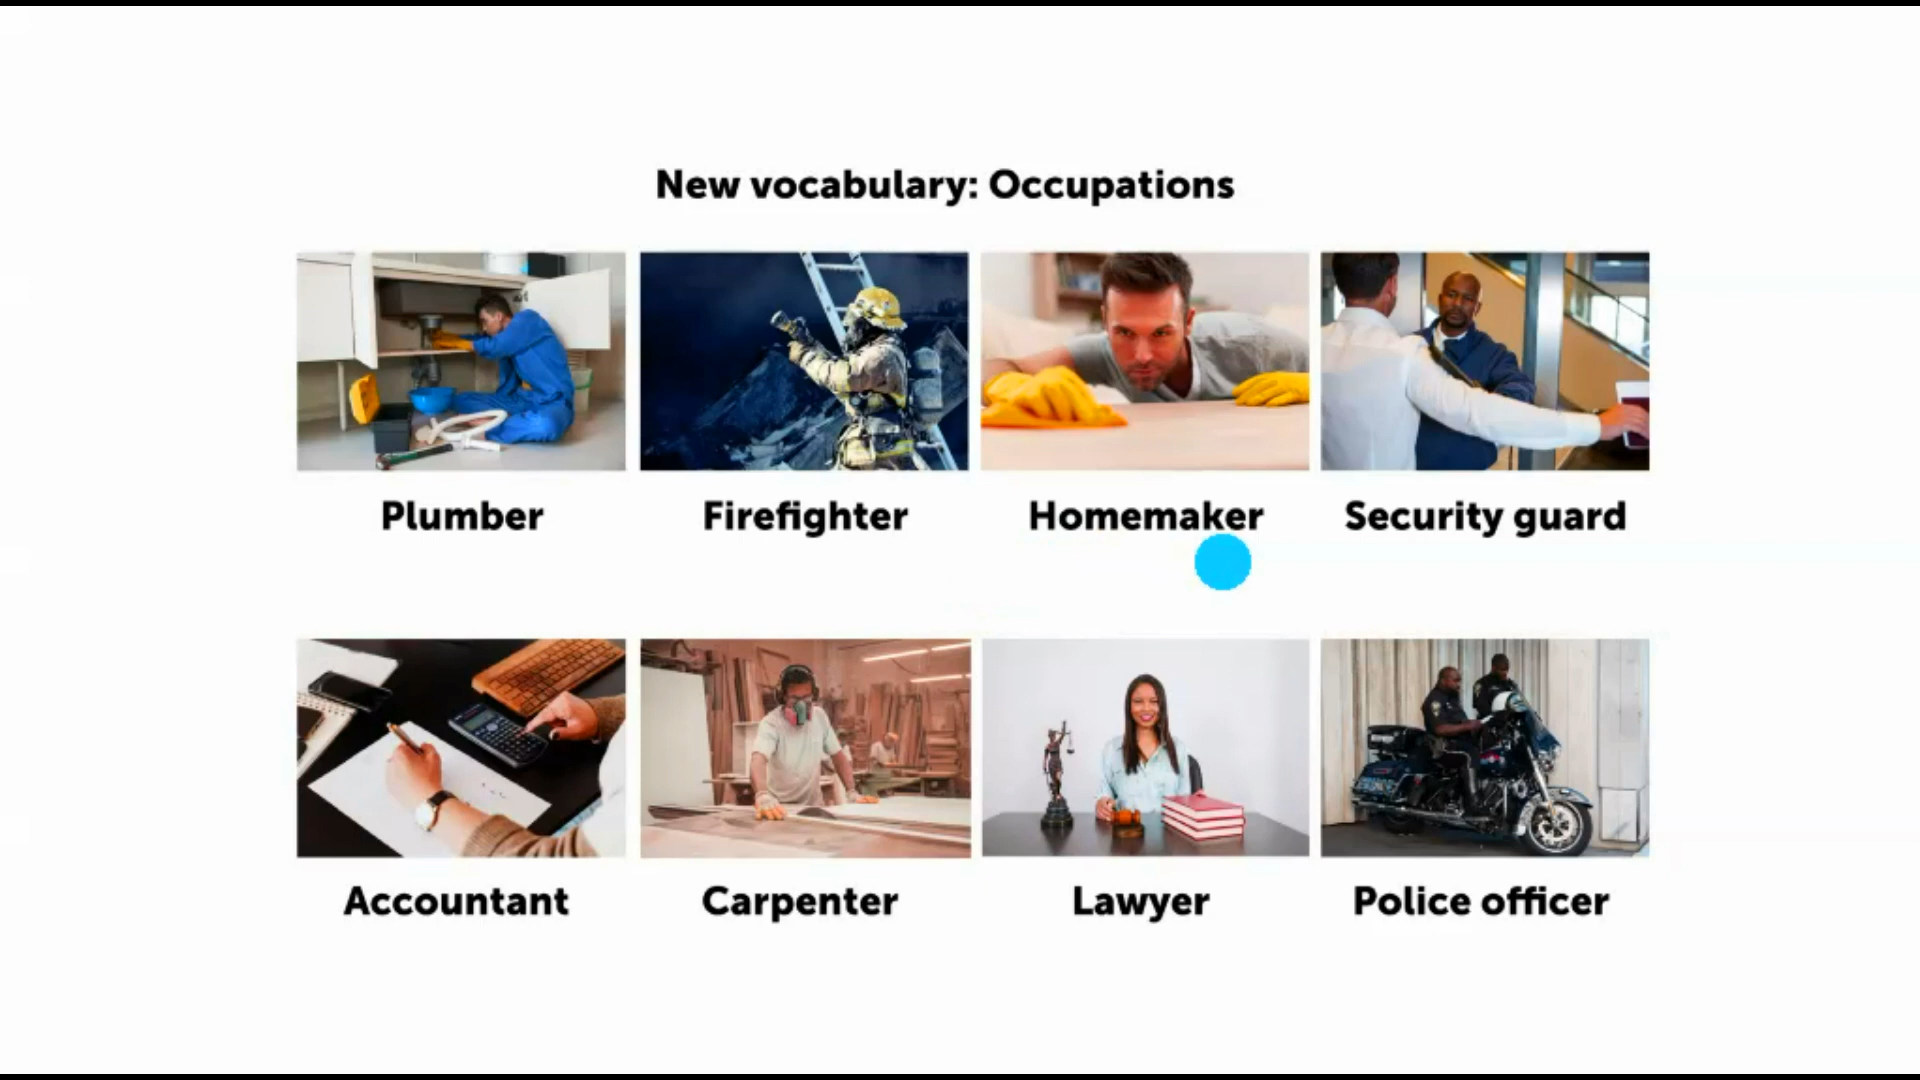 New vocabulary: Occupations
Plumber
Firefighter
Homemaker
Security guard
Accountant
Carpenter
Lawyer
Police officer